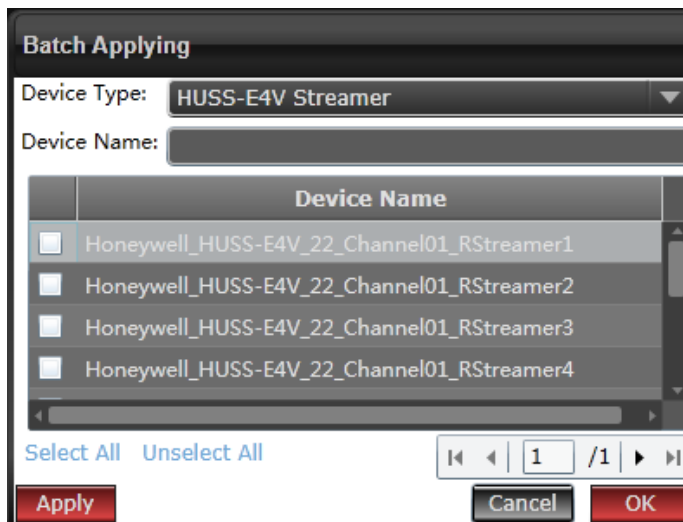 Batch Applying
Device Type: HUSS-E4V Streamer
Device Name:
Device Name
Honeywell_HUSS-E4V_22_Channel01_RStreamer1
Honeywell_HUSS-E4V_22_Channel01_RStreamer2
Honeywell_HUSS-E4V_22_Channel01_RStreamer3
Honeywell_HUSS-E4V_22_Channel01_RStreamer4
Select All Unselect All 1 /1
Apply Cancel OK